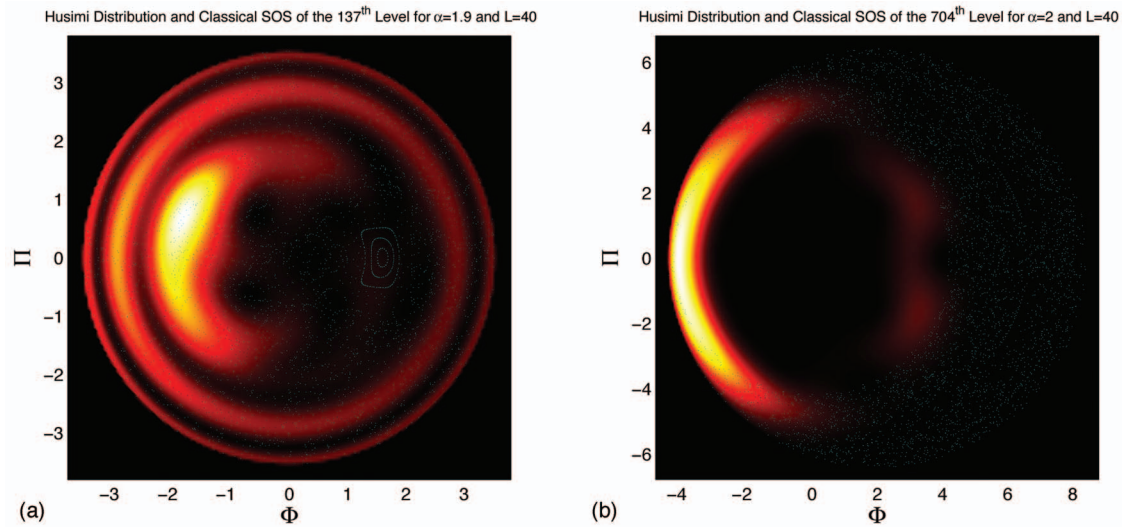 Husimi Distribution and Classical SOS of the 137th Level for α=1.9 and L=40
3
2
1
0
−1
−2
−3
Π
−3 −2 −1 0 1 2 3
Φ
(a)
Husimi Distribution and Classical SOS of the 704th Level for α=2 and L=40
6
4
2
0
−2
−4
−6
Π
−4 −2 0 2 4 6 8
Φ
(b)